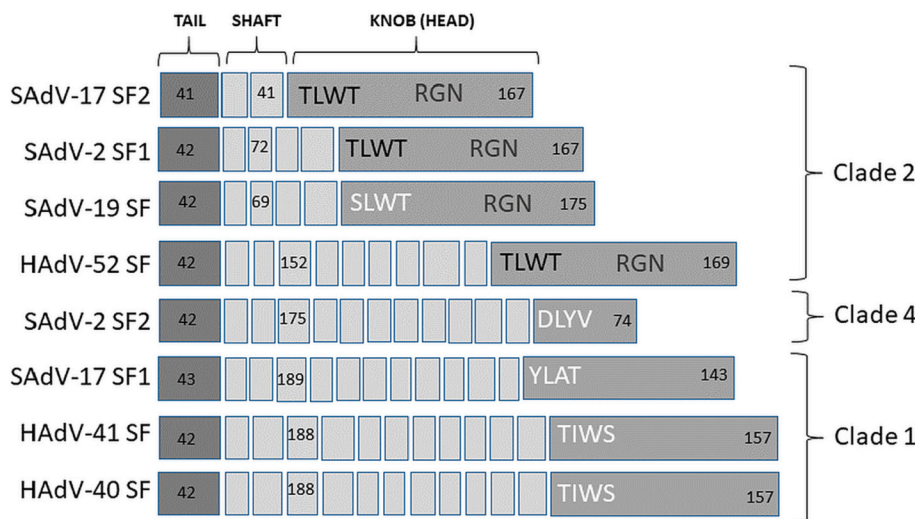 TAIL SHAFT KNOB (HEAD)
SAdV-17 SF2 41 41 TLWT RGN 167
SAdV-2 SF1 42 72 TLWT RGN 167
SAdV-19 SF 42 69 SLWT RGN 175
HAdV-52 SF 42 152 TLWT RGN 169
Clade 2
SAdV-2 SF2 42 175 DLYV 74
Clade 4
SAdV-17 SF1 43 189 YLAT 143
HAdV-41 SF 42 188 TIWS 157
HAdV-40 SF 42 188 TIWS 157
Clade 1